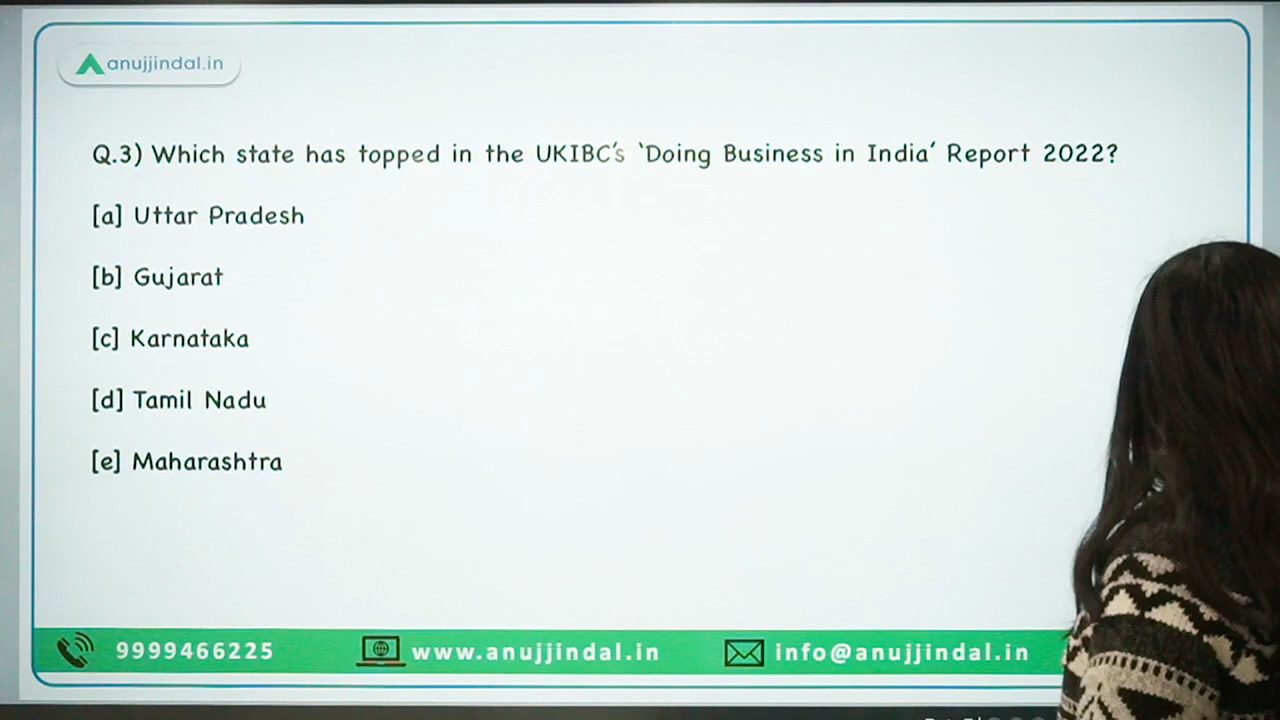 anujjindal.in
Q.3) Which state has topped in the UKIBC's ‘Doing Business in India’ Report 2022?
[a] Uttar Pradesh
[b] Gujarat
[c] Karnataka
[d] Tamil Nadu
[e] Maharashtra
9999466225 www.anujjindal.in info@anujjindal.in